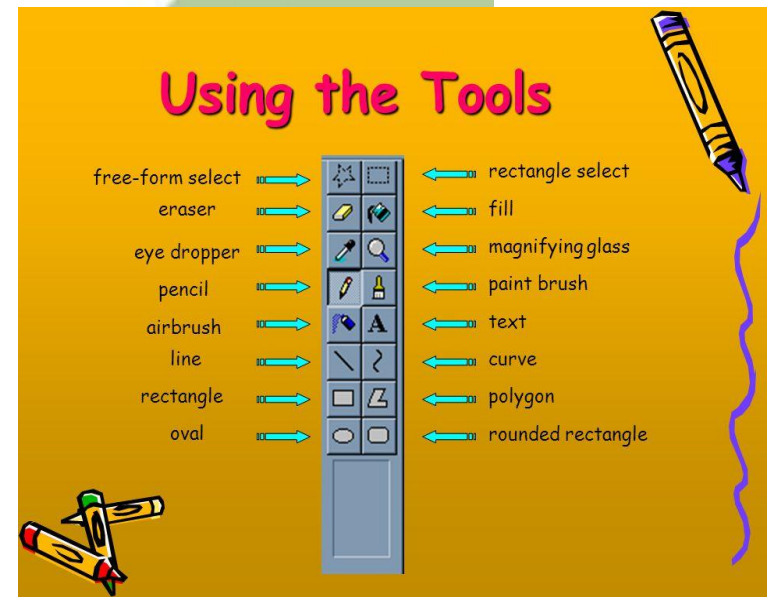 Using the Tools
free-form select
rectangle select
eraser
fill
eye dropper
magnifying glass
pencil
paint brush
airbrush
A
text
line
curve
rectangle
polygon
oval
rounded rectangle